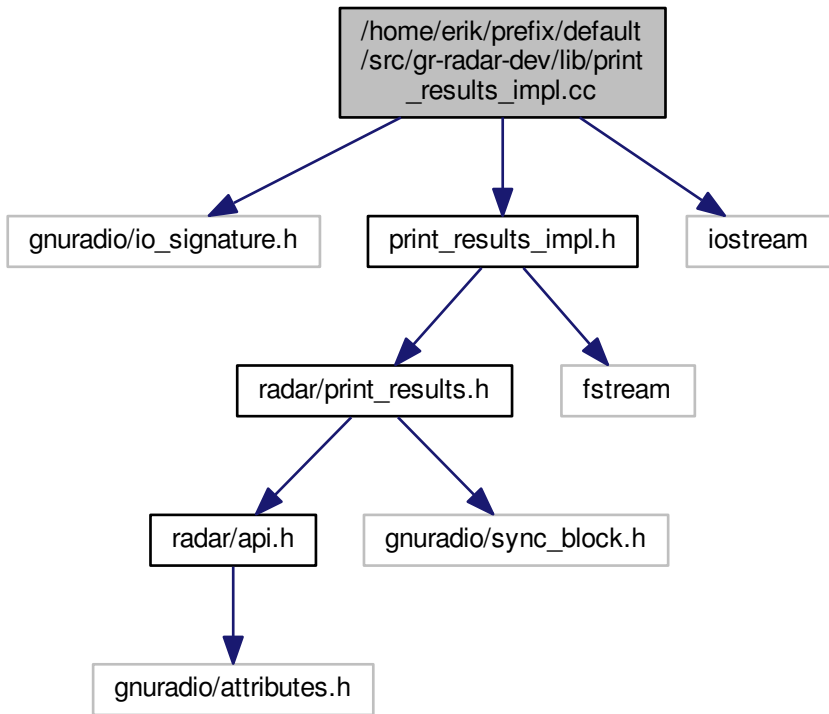 /home/erik/prefix/default
/src/gr-radar-dev/lib/print
_results_impl.cc
gnuradio/io_signature.h
print_results_impl.h
iostream
radar/print_results.h
fstream
radar/api.h
gnuradio/sync_block.h
gnuradio/attributes.h